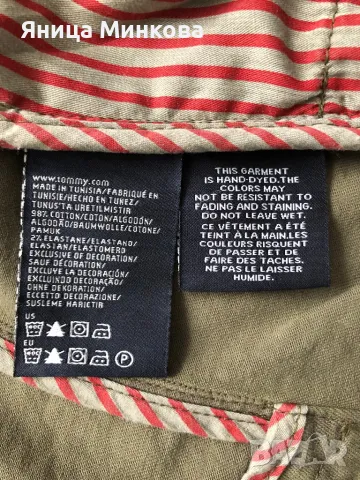 Яница Минкова
www.tommy.com
MADE IN TUNISIA/FABRIQUÉ EN
TUNISIE/HECHO EN TUNEZ/
TUNUS'TA ÜRETILMISTIR
98% COTTON/COTON/ALGODÓN/
ALGODÃO/BAUMWOLLE/COTONE/
PAMUK
2% ELASTANE/ELASTANO/
ELASTAN/ELASTOMERO
EXCLUSIVE OF DECORATION/
SAUF DÉCORATION/
EXCLUYE LA DECORACIÓN/
EXCLUINDO DECORAÇÃO/
OHNE DEKORATION/
ECCETTO DECORAZIONE/
SÜSLEME HARIÇTIR
US
EU
THIS GARMENT
IS HAND-DYED.THE
COLORS MAY
NOT BE RESISTANT TO
FADING AND STAINING.
DO NOT LEAVE WET.
CE VÊTEMENT A ÉTÉ
TEINT À LA MAIN.LES
COULEURS RISQUENT
DE PASSER ET DE
FAIRE DES TACHES.
NE PAS LE LAISSER
HUMIDE.